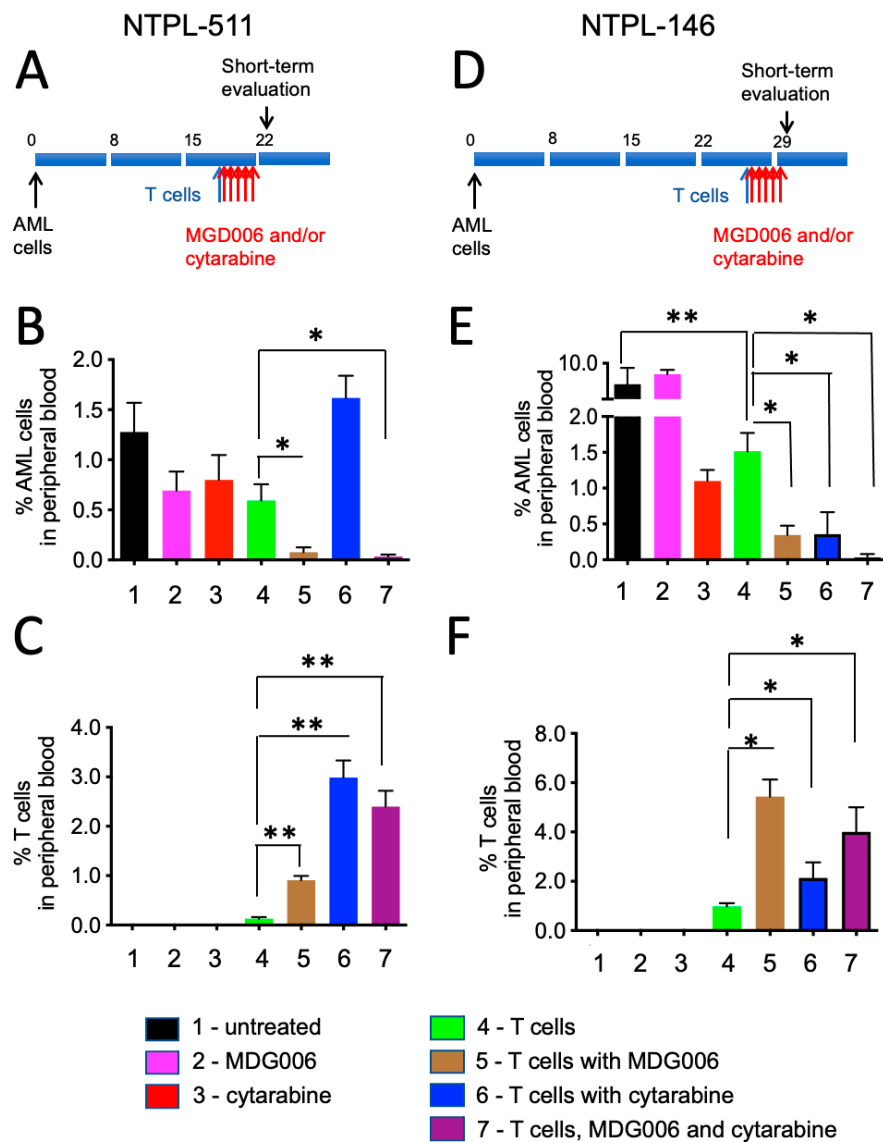 NTPL-511
NTPL-146
A
Short-term
evaluation
0 8 15 22
T cells
AML
cells
MGD006 and/or
cytarabine
D
Short-term
evaluation
0 8 15 22 29
T cells
AML
cells
MGD006 and/or
cytarabine
B
% AML cells
in peripheral blood
2.0
1.5
1.0
0.5
0.0
* *
1 2 3 4 5 6 7
E
% AML cells
in peripheral blood
10.0
2.0
1.5
1.0
0.5
0.0
** * * *
1 2 3 4 5 6 7
C
% T cells
in peripheral blood
4.0
3.0
2.0
1.0
0.0
**
**
**
1 2 3 4 5 6 7
F
% T cells
in peripheral blood
8.0
6.0
4.0
2.0
0.0
*
*
*
1 2 3 4 5 6 7
1 - untreated
2 - MDG006
3 - cytarabine
4 - T cells
5 - T cells with MDG006
6 - T cells with cytarabine
7 - T cells, MDG006 and cytarabine